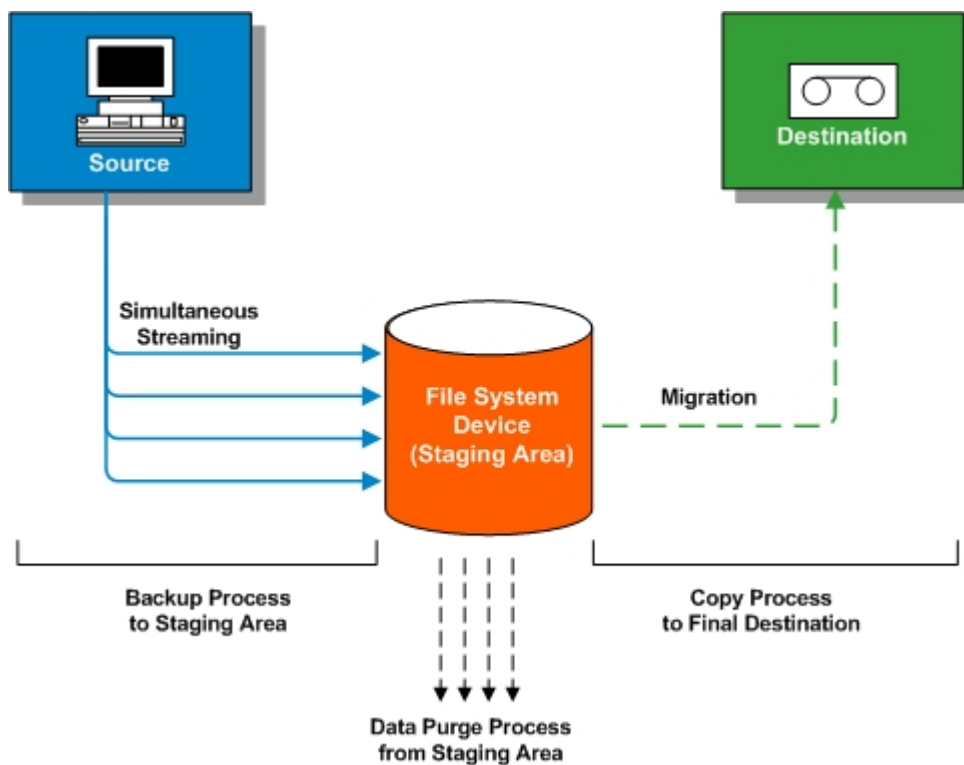 Source
Destination
Simultaneous
Streaming
File System
Device
(Staging Area)
Migration
Backup Process
to Staging Area
Copy Process
to Final Destination
Data Purge Process
from Staging Area